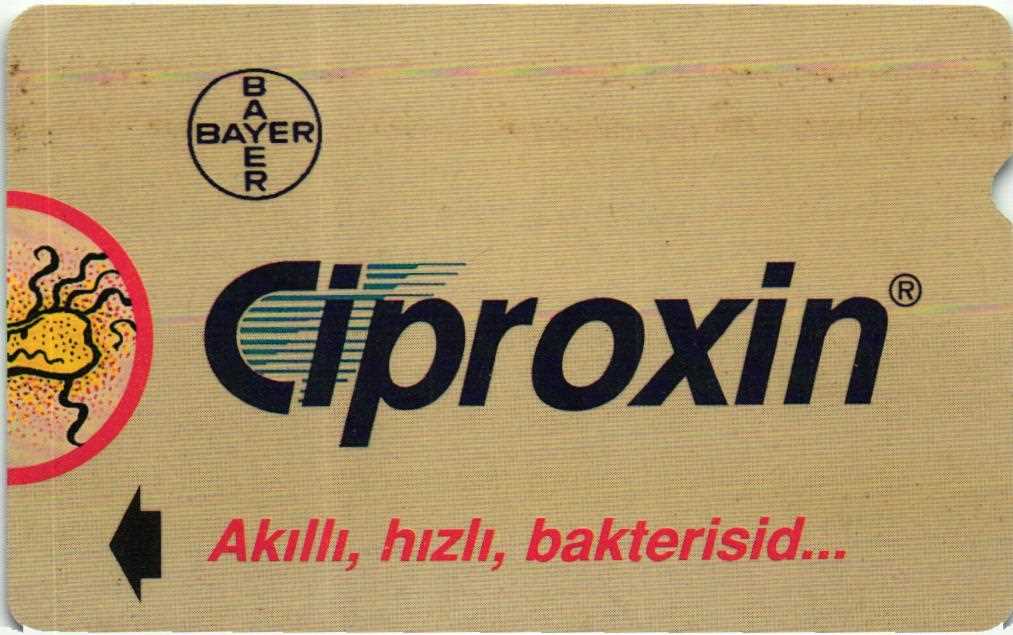 BAYER
BAYER
Ciproxin®
Akıllı, hızlı, bakterisid...